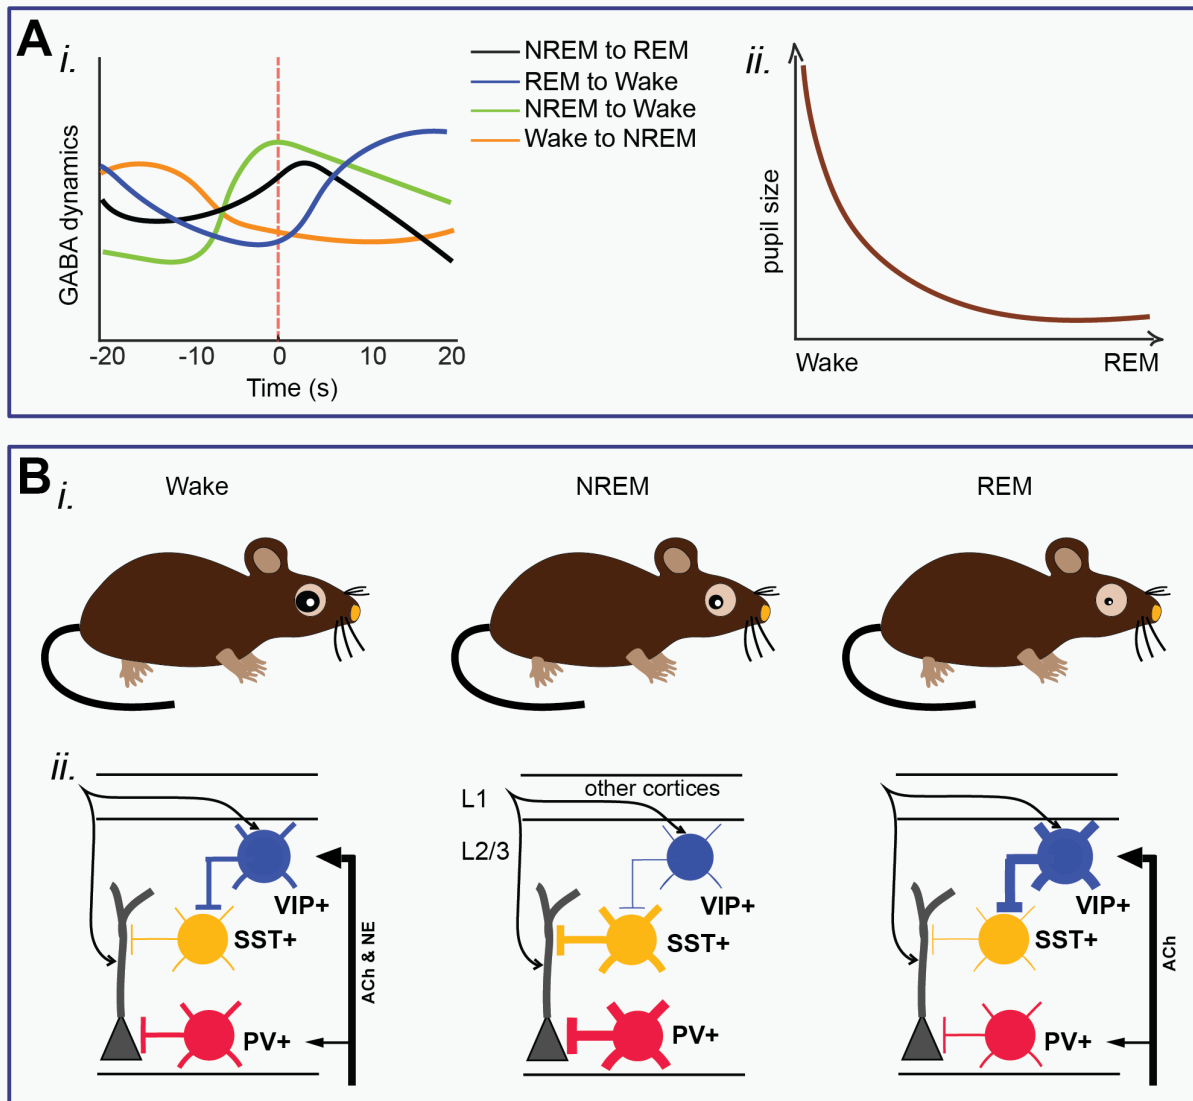 A
i.
NREM to REM
REM to Wake
NREM to Wake
Wake to NREM
GABA dynamics
-20 -10 0 10 20
Time (s)
ii.
pupil size
Wake REM
B
i.
Wake NREM REM
ii.
VIP+
SST+
PV+
ACh & NE
L1
other cortices
L2/3
VIP+
SST+
PV+
VIP+
SST+
PV+
ACh